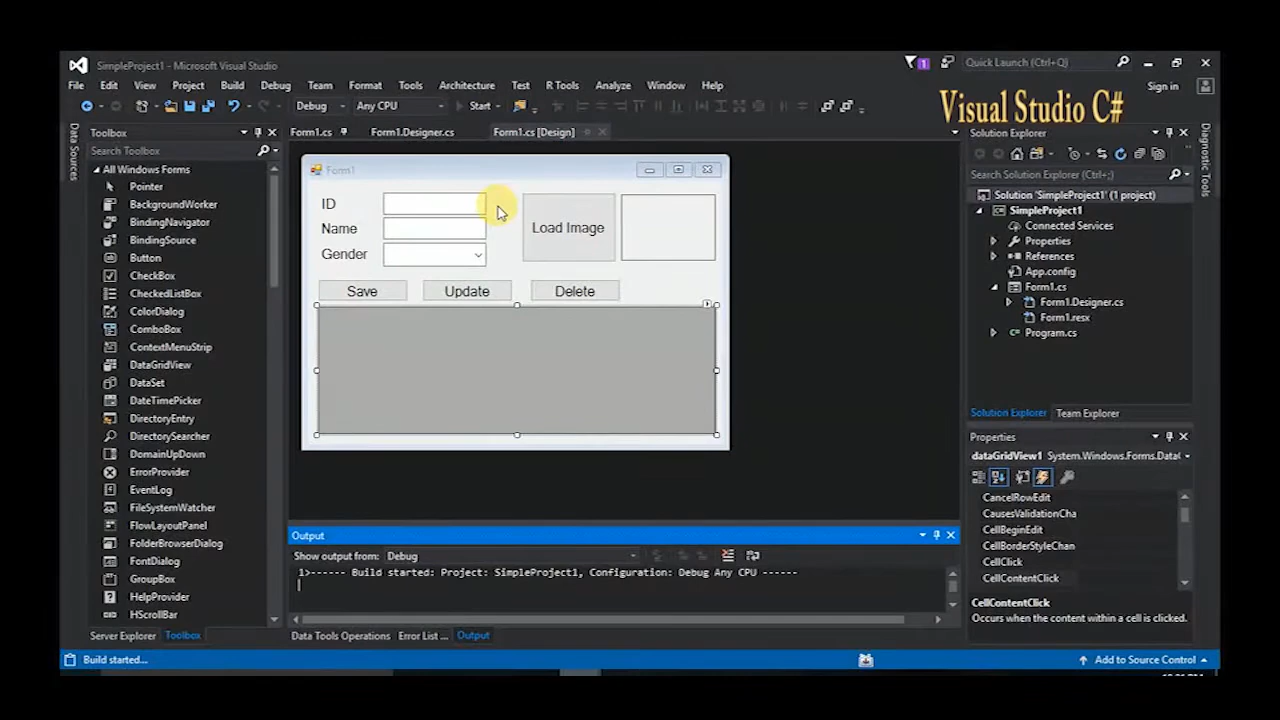 SimpleProject1 - Microsoft Visual Studio
1
Quick Launch (Ctrl+Q)
File Edit View Project Build Debug Team Format Tools Architecture Test R Tools Analyze Window Help
Sign in
Debug Any CPU Start
Visual Studio C#
Data Sources
Toolbox
Search Toolbox
All Windows Forms
Pointer
BackgroundWorker
BindingNavigator
BindingSource
Button
CheckBox
CheckedListBox
ColorDialog
ComboBox
ContextMenuStrip
DataGridView
DataSet
DateTimePicker
DirectoryEntry
DirectorySearcher
DomainUpDown
ErrorProvider
EventLog
FileSystemWatcher
FlowLayoutPanel
FolderBrowserDialog
FontDialog
GroupBox
HelpProvider
HScrollBar
Server Explorer Toolbox
Form1.cs Form1.Designer.cs Form1.cs [Design]
Form1
ID
Name
Gender
Load Image
Save Update Delete
Output
Show output from: Debug
1>------ Build started: Project: SimpleProject1, Configuration: Debug Any CPU ------
Data Tools Operations Error List ... Output
Solution Explorer
Search Solution Explorer (Ctrl+;)
Solution 'SimpleProject1' (1 project)
SimpleProject1
Connected Services
Properties
References
App.config
Form1.cs
Form1.Designer.cs
Form1.resx
Program.cs
Solution Explorer Team Explorer
Properties
dataGridView1 System.Windows.Forms.Data
CancelRowEdit
CausesValidationCha
CellBeginEdit
CellBorderStyleChan
CellClick
CellContentClick
CellContentClick
Occurs when the content within a cell is clicked.
Diagnostic Tools
Build started...
Add to Source Control